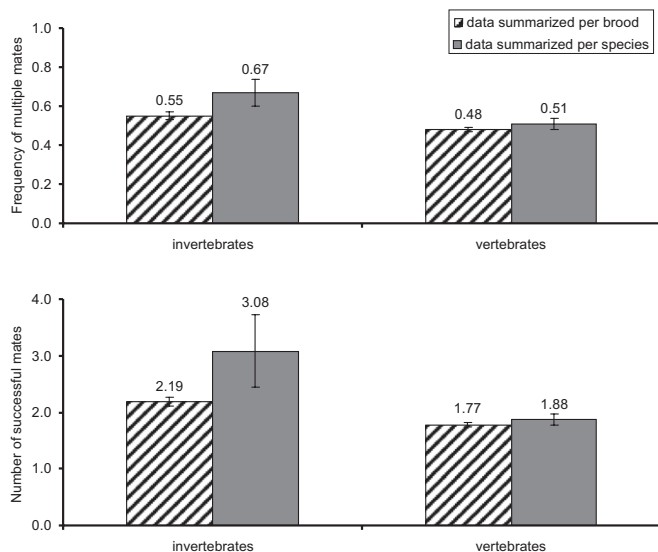 data summarized per brood
data summarized per species
Frequency of multiple mates
1.0
0.8
0.6
0.4
0.2
0.0
0.55
0.67
0.48
0.51
invertebrates
vertebrates
Number of successful mates
4.0
3.0
2.0
1.0
0.0
2.19
3.08
1.77
1.88
invertebrates
vertebrates